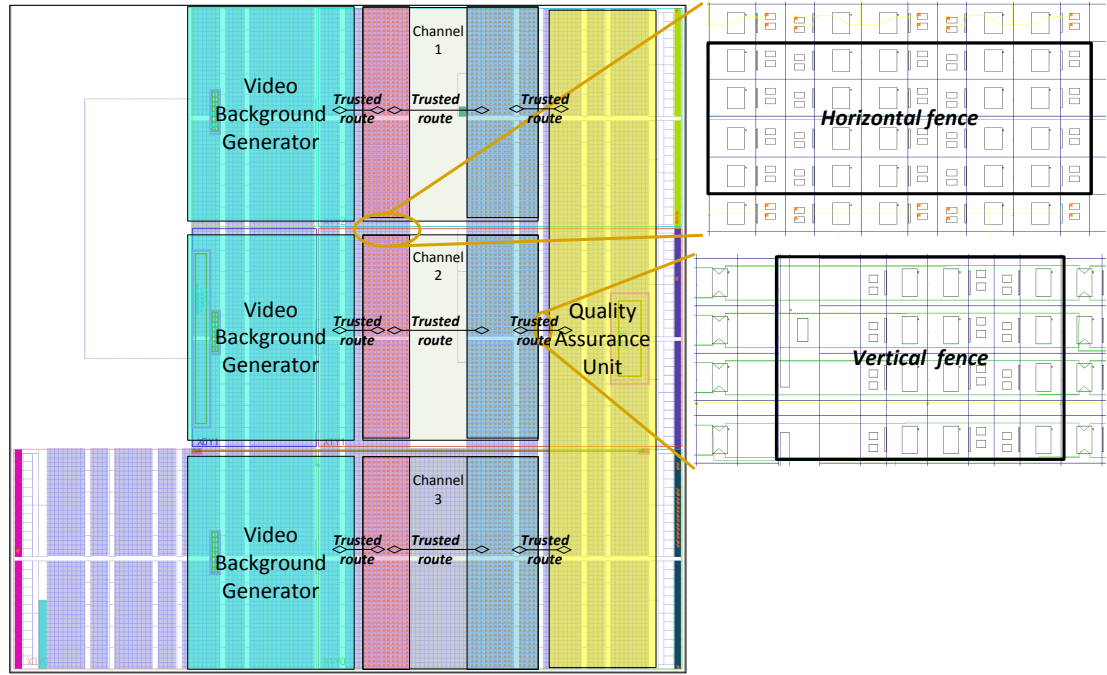 Channel
1
Video
Background
Generator
Trusted
route
Trusted
route
Trusted
route
Horizontal fence
Channel
2
Video
Background
Generator
Trusted
route
Trusted
route
Trusted
route
Quality
Assurance
Unit
Vertical fence
X0Y1
Channel
3
Video
Background
Generator
Trusted
route
Trusted
route
Trusted
route